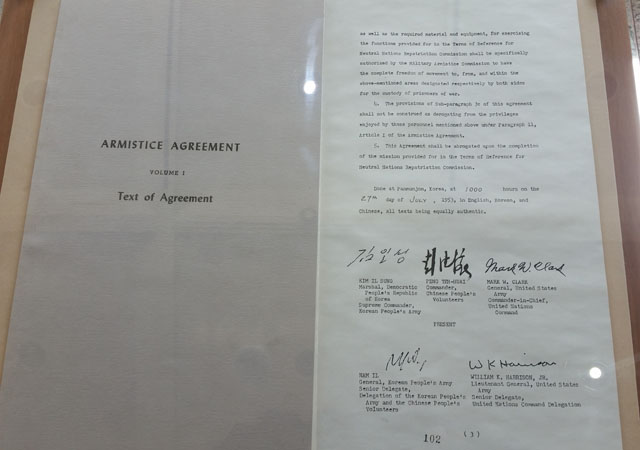 ARMISTICE AGREEMENT
VOLUME I
Text of Agreement
as well as the required material and equipment, for exercising
the functions provided for in the Terms of Reference for
Neutral Nations Repatriation Commission shall be specifically
authorized by the Military Armistice Commission to have
the complete freedom of movement to, from, and within the
above-mentioned areas designated respectively by both sides
for the custody of prisoners of war.
b. The provisions of Sub-paragraph 3c of this agreement
shall not be construed as derogating from the privileges
enjoyed by those personnel mentioned above under Paragraph 11,
Article I of the Armistice Agreement.
5. This Agreement shall be abrogated upon the completion
of the mission provided for in the Terms of Reference for
Neutral Nations Repatriation Commission.
Done at Panmunjom, Korea, at 1000 hours on the
27th day of JULY, 1953, in English, Korean, and
Chinese, all texts being equally authentic.
김일성 彭德懷 Mark W. Clark
KIM IL SUNG PENG TEH-HUAI MARK W. CLARK
Marshal, Democratic Commander, General, United States
People's Republic Chinese People's Army
of Korea Volunteers Commander-in-Chief,
Supreme Commander, United Nations
Korean People's Army Command
PRESENT
W K Harrison
NAM IL WILLIAM K. HARRISON, JR.
General, Korean People's Army Lieutenant General, United States
Senior Delegate, Army
Delegation of the Korean People's Senior Delegate,
Army and the Chinese People's United Nations Command Delegation
Volunteers
102 (3)